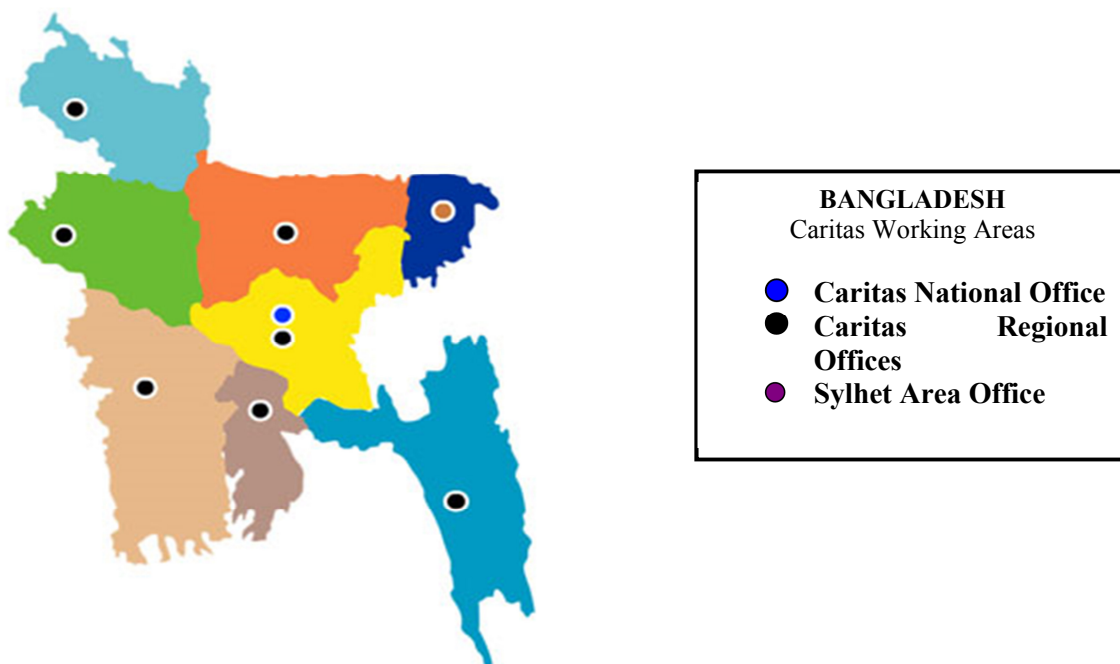 BANGLADESH
Caritas Working Areas
Caritas National Office
Caritas Regional
Offices
Sylhet Area Office